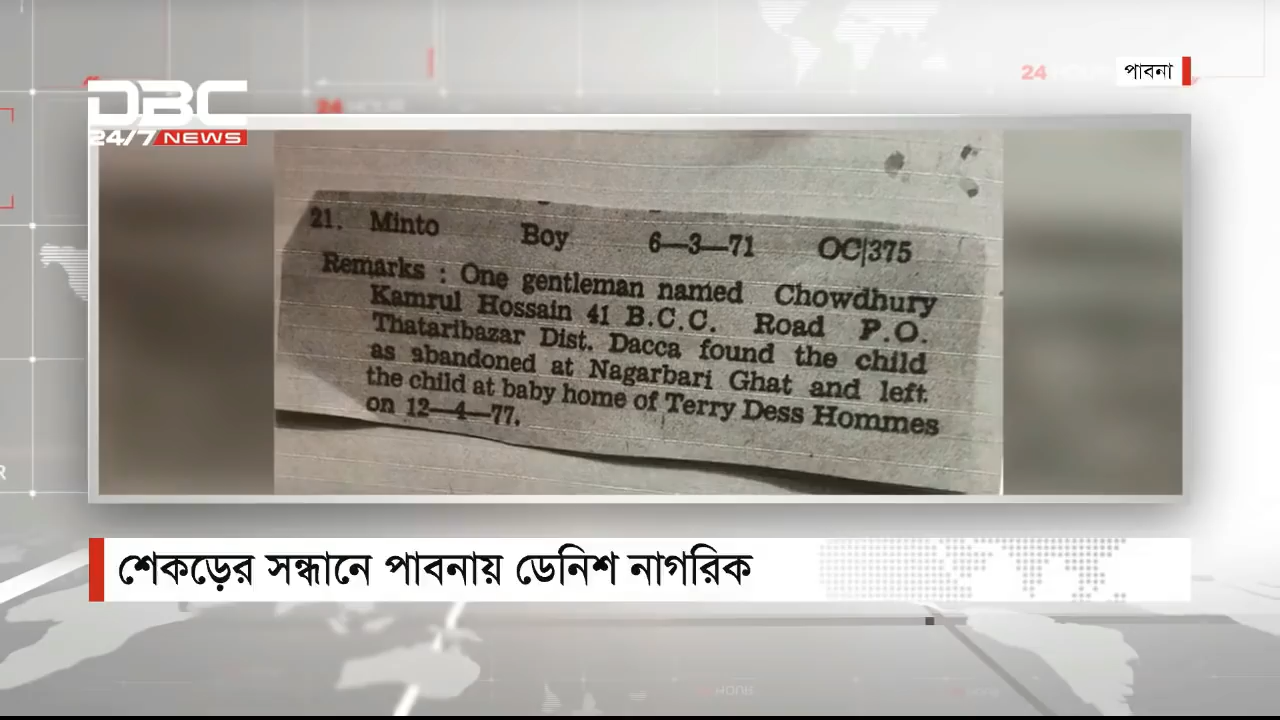 পাবনা
DBC
24/7 NEWS
21. Minto Boy 6—3—71 OC|375
Remarks : One gentleman named Chowdhury
Kamrul Hossain 41 B.C.C. Road P.O.
Thataribazar Dist. Dacca found the child
as abandoned at Nagarbari Ghat and left
the child at baby home of Terry Dess Hommes
on 12—4—77.
শেকড়ের সন্ধানে পাবনায় ডেনিশ নাগরিক